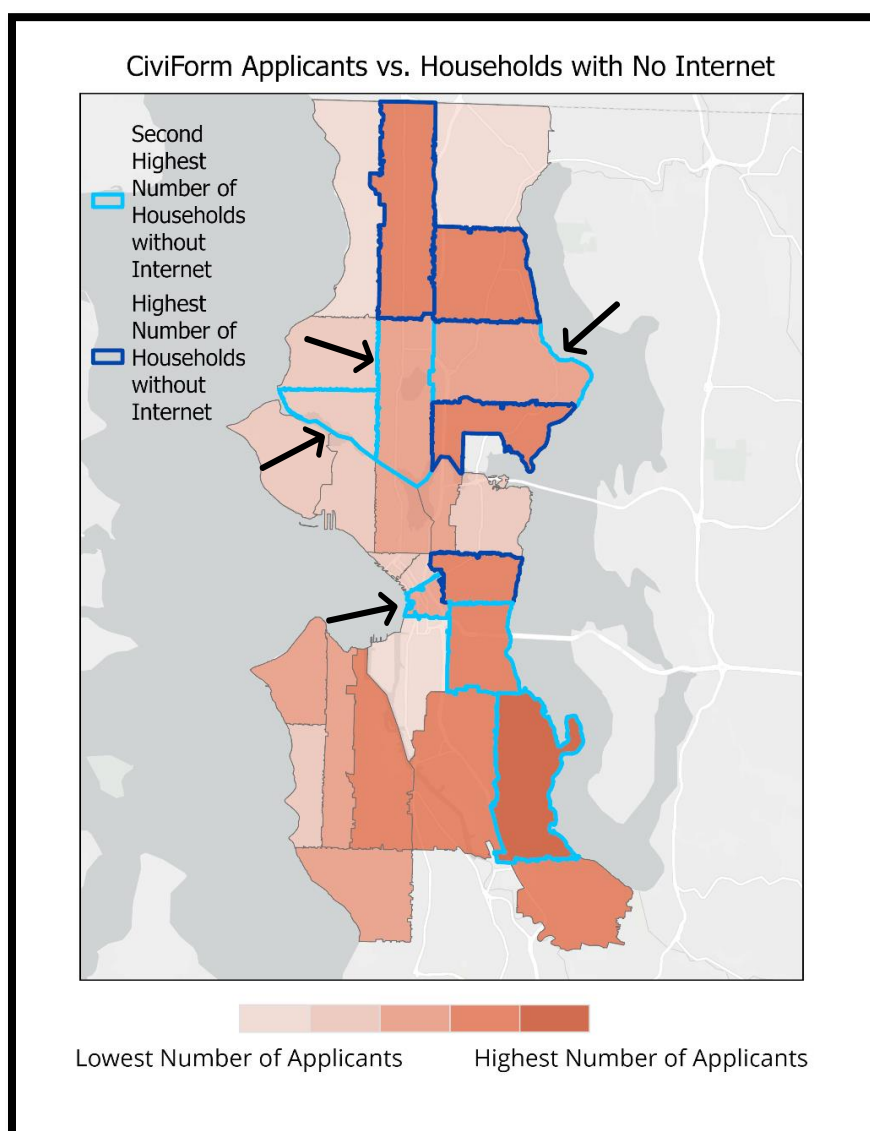 CiviForm Applicants vs. Households with No Internet
Second
Highest
Number of
Households
without
Internet
Highest
Number of
Households
without
Internet
Lowest Number of Applicants
Highest Number of Applicants